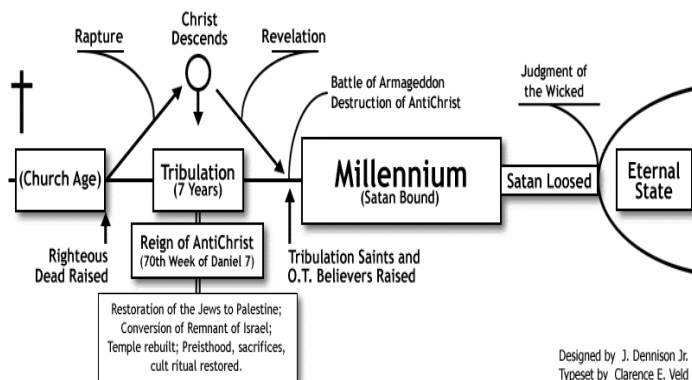 Christ
Descends
Rapture
Revelation
Battle of Armageddon
Destruction of AntiChrist
Judgment of
the Wicked
(Church Age)
Tribulation
(7 Years)
Millennium
(Satan Bound)
Satan Loosed
Eternal
State
Righteous
Dead Raised
Reign of AntiChrist
(70th Week of Daniel 7)
Tribulation Saints and
O.T. Believers Raised
Restoration of the Jews to Palestine;
Conversion of Remnant of Israel;
Temple rebuilt; Preisthood, sacrifices,
cult ritual restored.
Designed by J. Dennison Jr.
Typeset by Clarence E. Veld